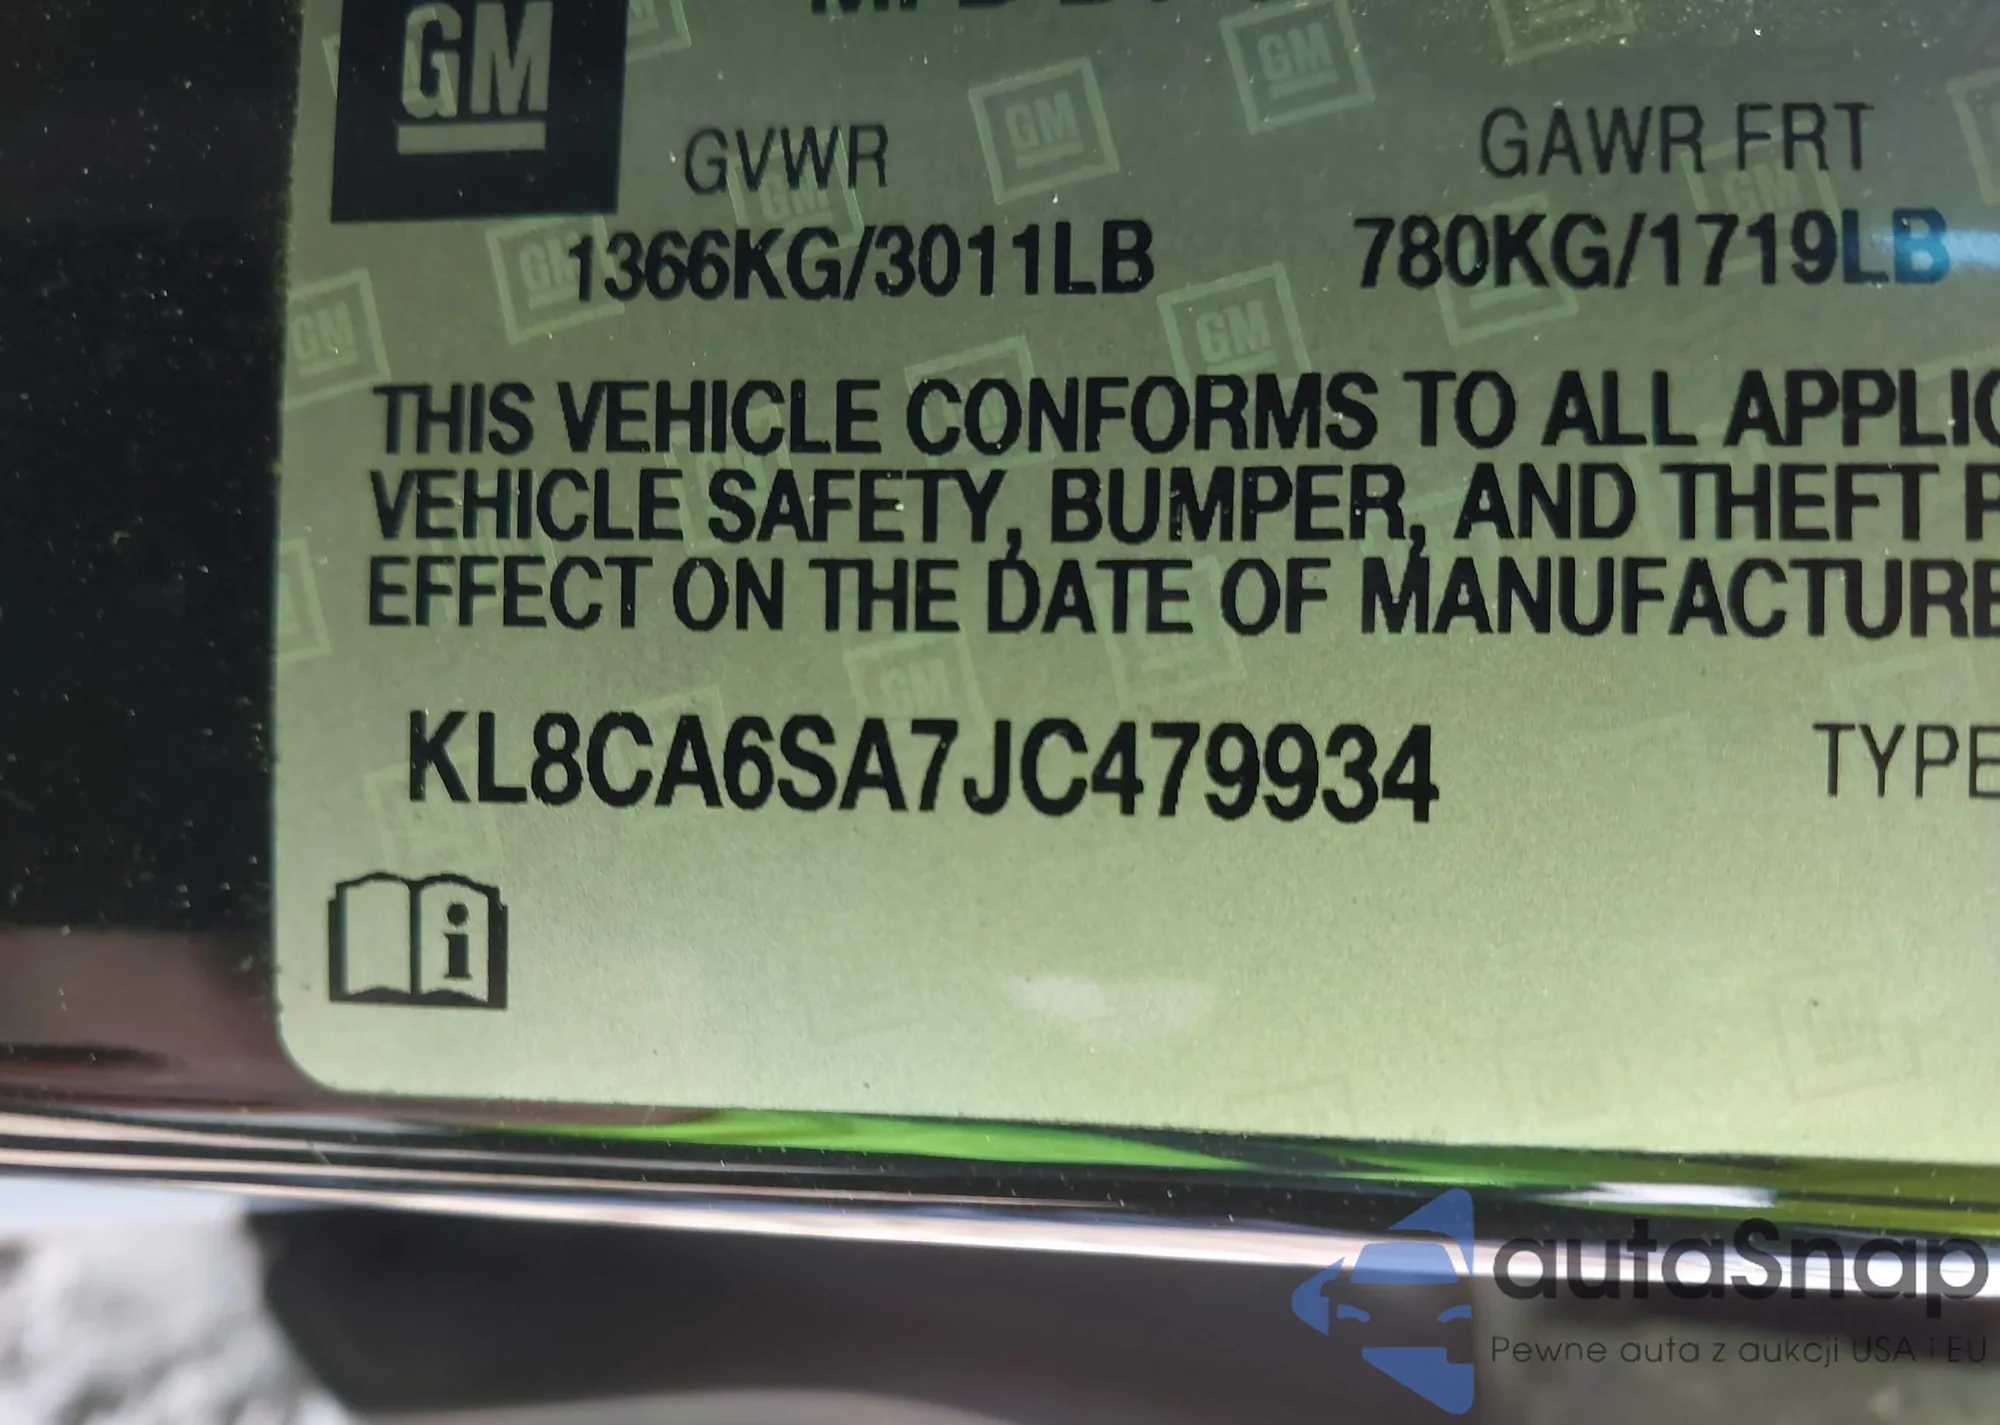 GM
GVWR
GAWR FRT
1366KG/3011LB
780KG/1719LB
THIS VEHICLE CONFORMS TO ALL
VEHICLE SAFETY, BUMPER, AND THEFT
EFFECT ON THE DATE OF MANUFACTURE
KL8CA6SA7JC479934
TYPE
i
autaSnap
Pewne auta z aukcji USA i EU